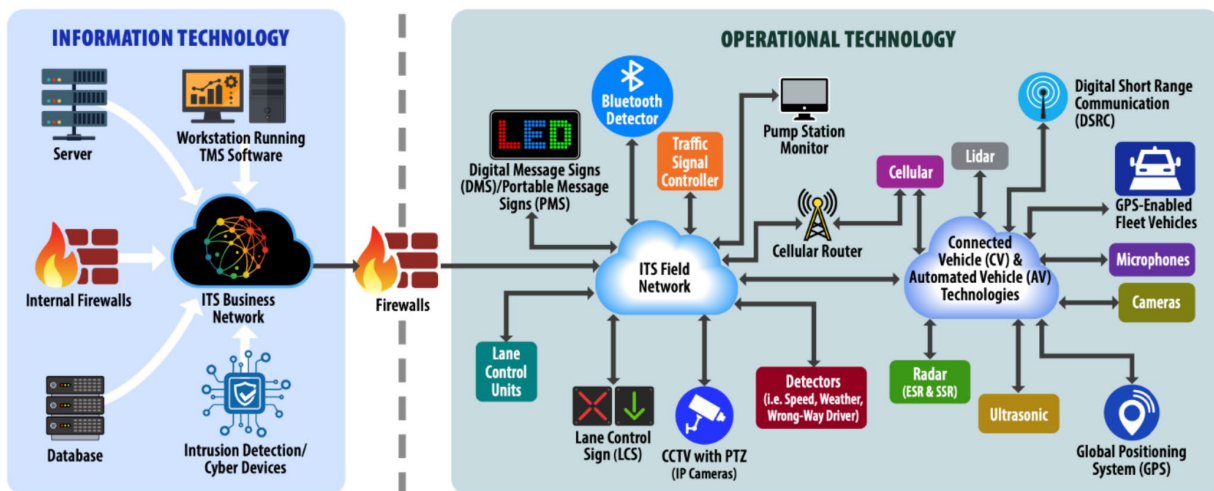 INFORMATION TECHNOLOGY
Server
Workstation Running
TMS Software
Internal Firewalls
ITS Business
Network
Database
Intrusion Detection/
Cyber Devices
Firewalls
OPERATIONAL TECHNOLOGY
LED
Digital Message Signs
(DMS)/Portable Message
Signs (PMS)
Bluetooth
Detector
Traffic
Signal
Controller
Pump Station
Monitor
Cellular Router
Cellular
Lidar
Digital Short Range
Communication
(DSRC)
GPS-Enabled
Fleet Vehicles
ITS Field
Network
Connected
Vehicle (CV) &
Automated Vehicle (AV)
Technologies
Microphones
Cameras
Lane
Control
Units
Lane Control
Sign (LCS)
CCTV with PTZ
(IP Cameras)
Detectors
(i.e. Speed, Weather,
Wrong-Way Driver)
Radar
(ESR & SSR)
Ultrasonic
Global Positioning
System (GPS)